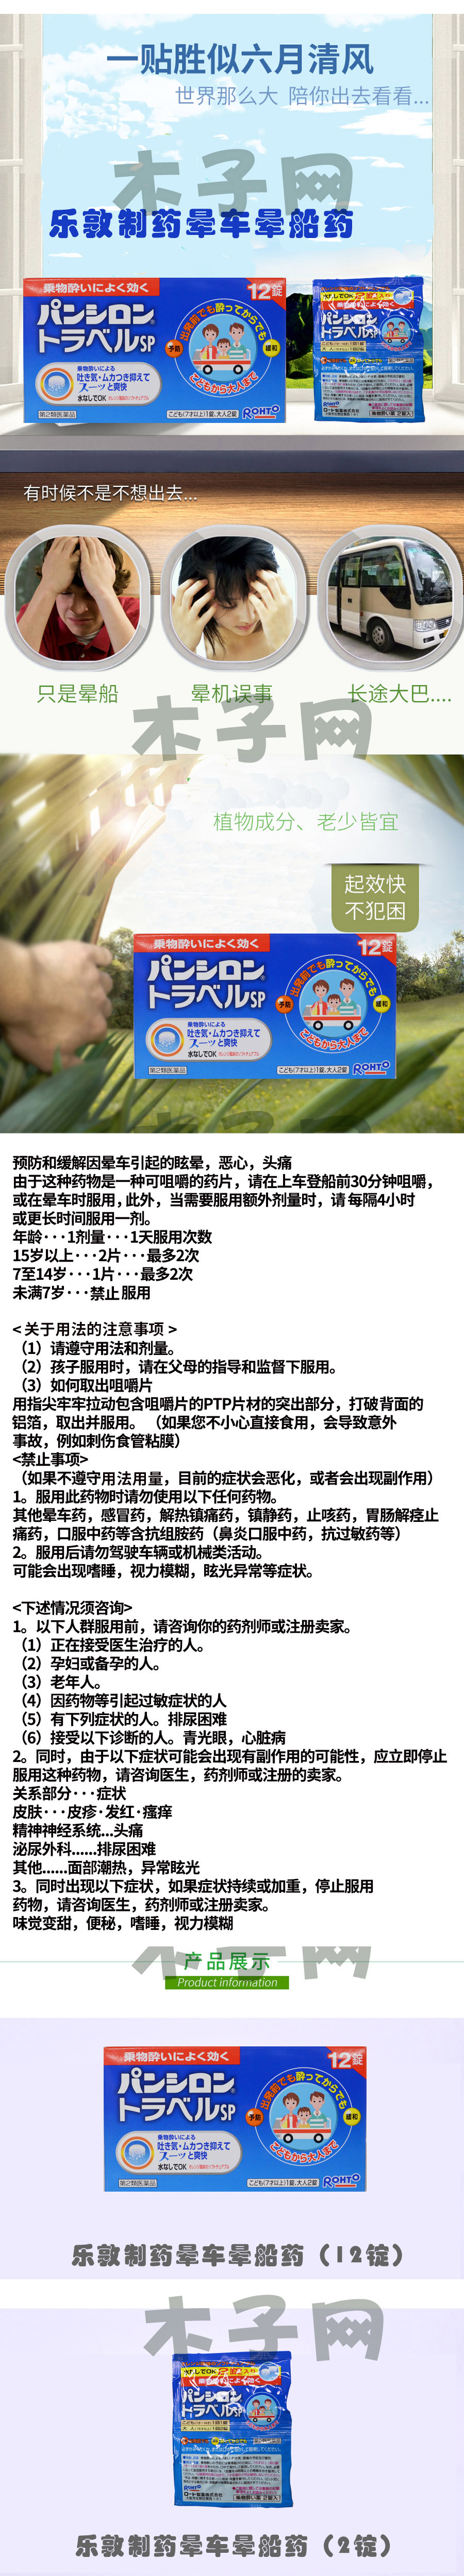 一贴胜似六月清风
世界那么大 陪你出去看看...
木子网
乐敦制药晕车晕船药
乗物酔いによく効く
12錠
パンシロン
トラベルSP
出発前でも酔ってからでも
予防
緩和
こどもから大人まで
乗物酔いによる
吐き気・ムカつき抑えて
スーッと爽快
水なしでOK
第2類医薬品
こども(7才以上)1錠、大人2錠
ROHTO
パンシロン
トラベルSP
有时候不是不想出去...
只是晕船
晕机误事
长途大巴....
木子网
植物成分、老少皆宜
起效快
不犯困
乗物酔いによく効く
12錠
パンシロン
トラベルSP
出発前でも酔ってからでも
予防
緩和
こどもから大人まで
乗物酔いによる
吐き気・ムカつき抑えて
スーッと爽快
水なしでOK
第2類医薬品
こども(7才以上)1錠、大人2錠
ROHTO
预防和缓解因晕车引起的眩晕，恶心，头痛
由于这种药物是一种可咀嚼的药片，请在上车登船前30分钟咀嚼，
或在晕车时服用，此外，当需要服用额外剂量时，请 每隔4小时
或更长时间服用一剂。
年龄···1剂量···1天服用次数
15岁以上···2片···最多2次
7至14岁···1片···最多2次
未满7岁···禁止服用
<关于用法的注意事项 >
（1）请遵守用法和剂量。
（2）孩子服用时，请在父母的指导和监督下服用。
（3）如何取出咀嚼片
用指尖牢牢拉动包含咀嚼片的PTP片材的突出部分，打破背面的
铝箔，取出并服用。（如果您不小心直接食用，会导致意外
事故，例如刺伤食管粘膜）
<禁止事项>
（如果不遵守用法用量，目前的症状会恶化，或者会出现副作用）
1。服用此药物时请勿使用以下任何药物。
其他晕车药，感冒药，解热镇痛药，镇静药，止咳药，胃肠解痉止
痛药，口服中药等含抗组胺药（鼻炎口服中药，抗过敏药等）
2。服用后请勿驾驶车辆或机械类活动。
可能会出现嗜睡，视力模糊，眩光异常等症状。
<下述情况须咨询>
1。以下人群服用前，请咨询你的药剂师或注册卖家。
（1）正在接受医生治疗的人。
（2）孕妇或备孕的人。
（3）老年人。
（4）因药物等引起过敏症状的人
（5）有下列症状的人。排尿困难
（6）接受以下诊断的人。青光眼，心脏病
2。同时，由于以下症状可能会出现有副作用的可能性，应立即停止
服用这种药物，请咨询医生，药剂师或注册的卖家。
关系部分···症状
皮肤···皮疹·发红·瘙痒
精神神经系统...头痛
泌尿外科......排尿困难
其他......面部潮热，异常眩光
3。同时出现以下症状，如果症状持续或加重，停止服用
药物，请咨询医生，药剂师或注册卖家。
味觉变甜，便秘，嗜睡，视力模糊
产品展示
Product information
乗物酔いによく効く
12錠
パンシロン
トラベルSP
出発前でも酔ってからでも
予防
緩和
こどもから大人まで
乗物酔いによる
吐き気・ムカつき抑えて
スーッと爽快
水なしでOK
第2類医薬品
こども(7才以上)1錠、大人2錠
ROHTO
乐敦制药晕车晕船药（12锭）
木子网
パンシロン
トラベルSP
乐敦制药晕车晕船药（2锭）